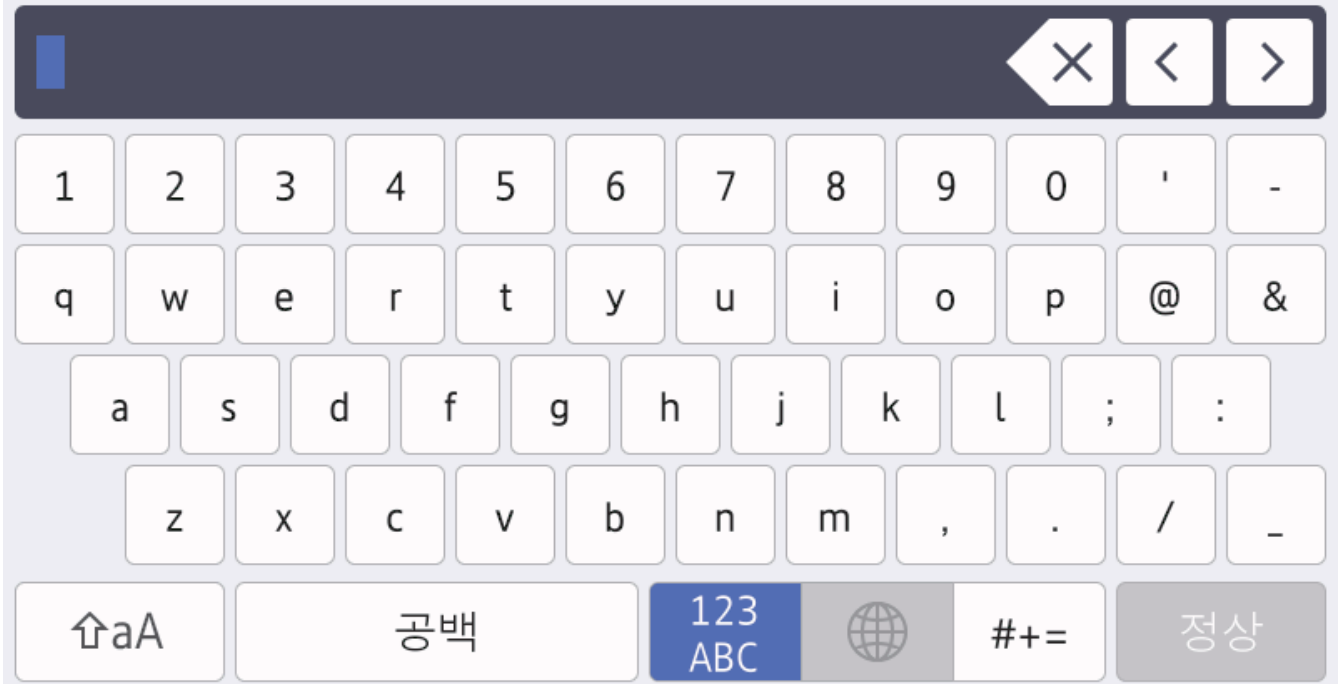 1 2 3 4 5 6 7 8 9 0 ' -
q w e r t y u i o p @ &
a s d f g h j k l ; :
z x c v b n m , . / _
aA 공백 123 ABC #+= 정상